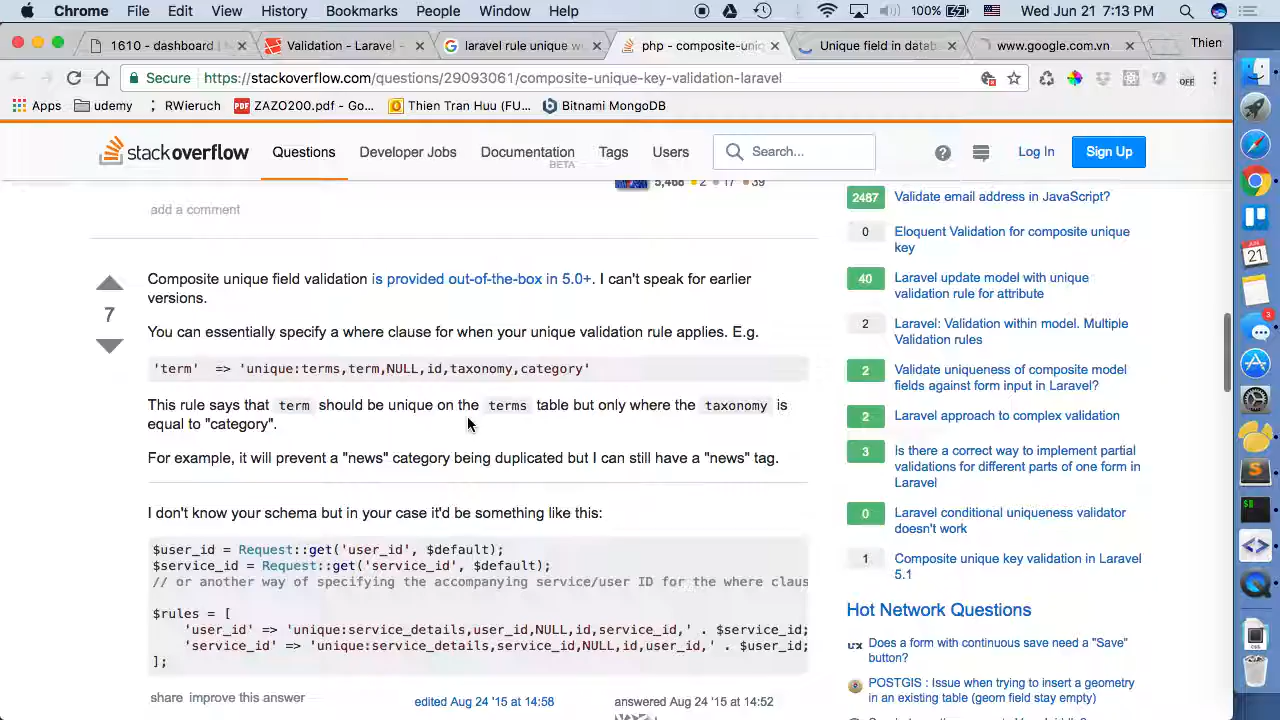 Chrome File Edit View History Bookmarks People Window Help 100% Wed Jun 21 7:13 PM
1610 - dashboard Validation - Laravel - laravel rule unique w php - composite-uniq Unique field in datab www.google.com.vn Thien
Secure https://stackoverflow.com/questions/29093061/composite-unique-key-validation-laravel OFF
Apps udemy RWieruch PDF ZAZO200.pdf - Go... Thien Tran Huu (FU... Bitnami MongoDB
stackoverflow Questions Developer Jobs Documentation BETA Tags Users Search... Log In Sign Up
5,468 2 17 39
add a comment
7
Composite unique field validation is provided out-of-the-box in 5.0+. I can't speak for earlier
versions.
You can essentially specify a where clause for when your unique validation rule applies. E.g.
'term' => 'unique:terms,term,NULL,id,taxonomy,category'
This rule says that term should be unique on the terms table but only where the taxonomy is
equal to "category".
For example, it will prevent a "news" category being duplicated but I can still have a "news" tag.
I don't know your schema but in your case it'd be something like this:
$user_id = Request::get('user_id', $default);
$service_id = Request::get('service_id', $default);
// or another way of specifying the accompanying service/user ID for the where claus
$rules = [
'user_id' => 'unique:service_details,user_id,NULL,id,service_id,' . $service_id;
'service_id' => 'unique:service_details,service_id,NULL,id,user_id,' . $user_id;
];
share improve this answer edited Aug 24 '15 at 14:58 answered Aug 24 '15 at 14:52
2487 Validate email address in JavaScript?
0 Eloquent Validation for composite unique
key
40 Laravel update model with unique
validation rule for attribute
2 Laravel: Validation within model. Multiple
Validation rules
2 Validate uniqueness of composite model
fields against form input in Laravel?
2 Laravel approach to complex validation
3 Is there a correct way to implement partial
validations for different parts of one form in
Laravel
0 Laravel conditional uniqueness validator
doesn't work
1 Composite unique key validation in Laravel
5.1
Hot Network Questions
UX Does a form with continuous save need a "Save"
button?
POSTGIS : Issue when trying to insert a geometry
in an existing table (geom field stay empty)
21
3